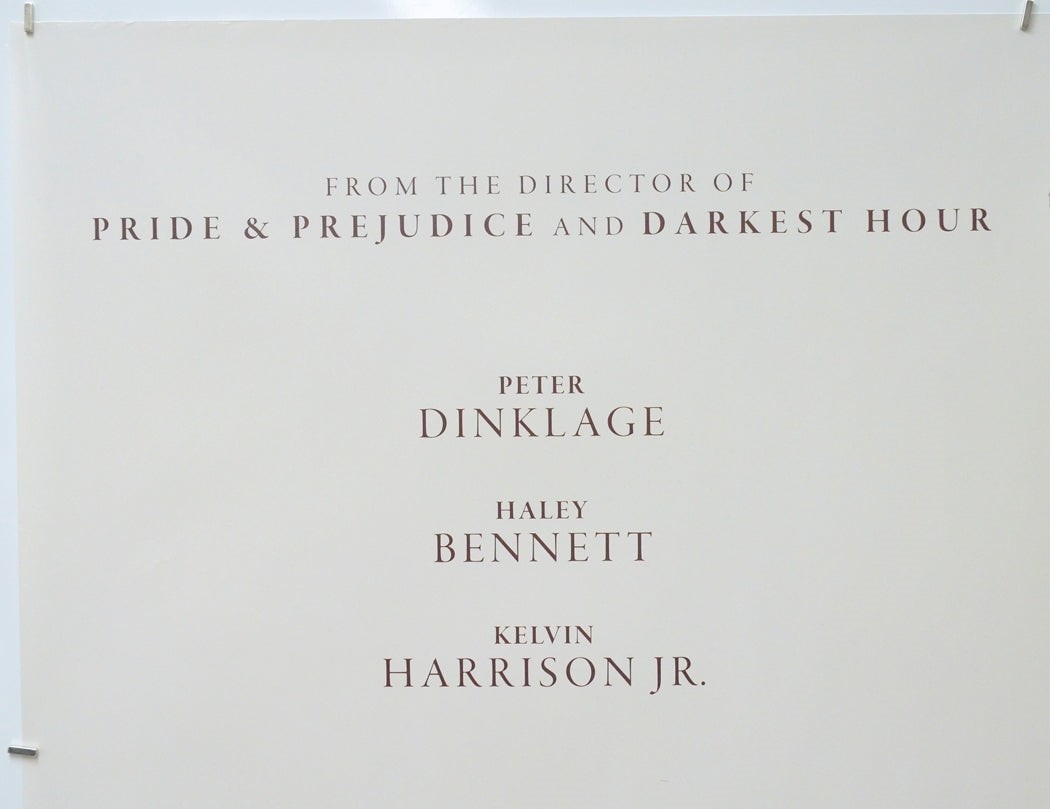 FROM THE DIRECTOR OF
PRIDE & PREJUDICE AND DARKEST HOUR
PETER
DINKLAGE
HALEY
BENNETT
KELVIN
HARRISON JR.